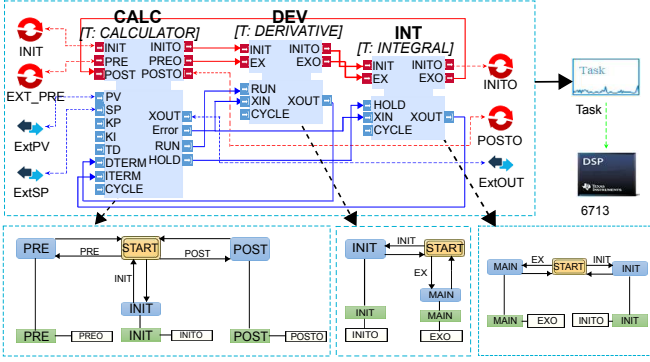 CALC
[T: CALCULATOR]
INIT INITO
PRE PREO
POST POSTO
PV
SP
KP
KI
TD
DTERM
ITERM
CYCLE
XOUT
Error
RUN
HOLD
DEV
[T: DERIVATIVE]
INIT INITO
EX EXO
RUN
XIN XOUT
CYCLE
INT
[T: INTEGRAL]
INIT INITO
EX EXO
HOLD
XIN XOUT
CYCLE
INIT
EXT_PRE
ExtPV
ExtSP
INITO
POSTO
ExtOUT
Task
Task
DSP
TEXAS
INSTRUMENTS
6713
PRE START POST
PRE POST
INIT
INIT
PRE PREO INIT INITO POST POSTO
INIT INIT START
EX
MAIN
INIT MAIN
INITO EXO
MAIN EX START INIT INIT
MAIN EXO INITO INIT